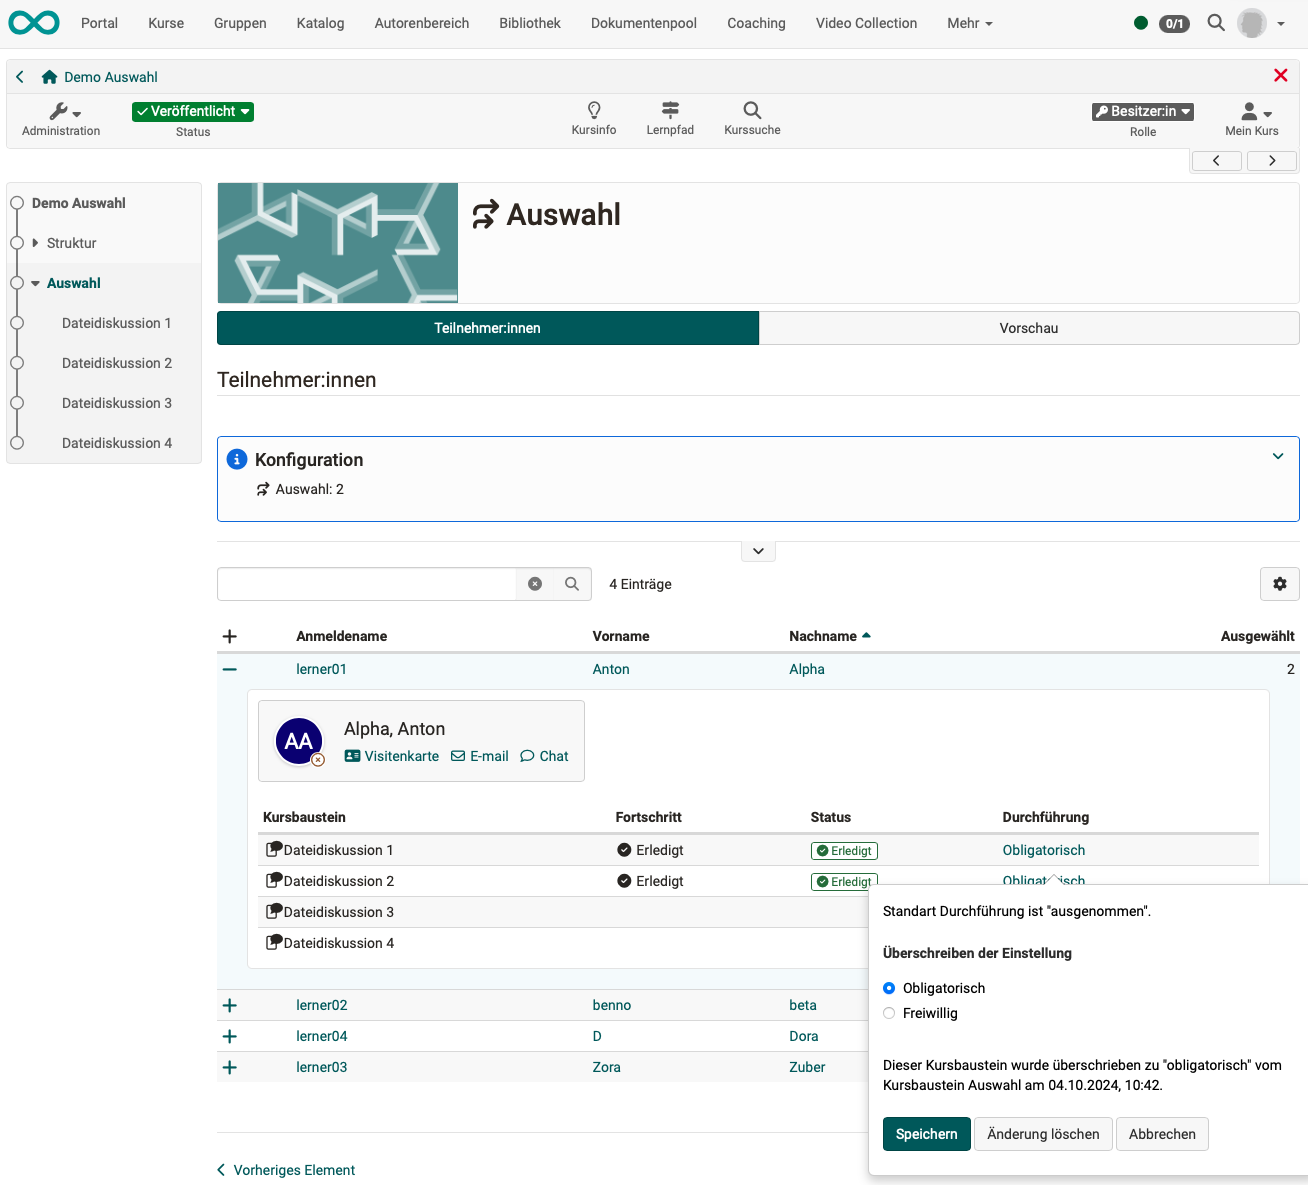 Portal Kurse Gruppen Katalog Autorenbereich Bibliothek Dokumentenpool Coaching Video Collection Mehr 0/1
Demo Auswahl
Administration
Veröffentlicht
Status
Kursinfo
Lernpfad
Kurssuche
Besitzer:in
Rolle
Mein Kurs
Demo Auswahl
Struktur
Auswahl
Dateidiskussion 1
Dateidiskussion 2
Dateidiskussion 3
Dateidiskussion 4
Auswahl
Teilnehmer:innen Vorschau
Teilnehmer:innen
Konfiguration
Auswahl: 2
4 Einträge
Anmeldename Vorname Nachname Ausgewählt
lerner01 Anton Alpha 2
AA
Alpha, Anton
Visitenkarte E-mail Chat
Kursbaustein Fortschritt Status Durchführung
Dateidiskussion 1 Erledigt Erledigt Obligatorisch
Dateidiskussion 2 Erledigt Erledigt Obligatorisch
Dateidiskussion 3
Dateidiskussion 4
lerner02 benno beta
lerner04 D Dora
lerner03 Zora Zuber
Standart Durchführung ist "ausgenommen".
Überschreiben der Einstellung
Obligatorisch
Freiwillig
Dieser Kursbaustein wurde überschrieben zu "obligatorisch" vom
Kursbaustein Auswahl am 04.10.2024, 10:42.
Speichern Änderung löschen Abbrechen
Vorheriges Element